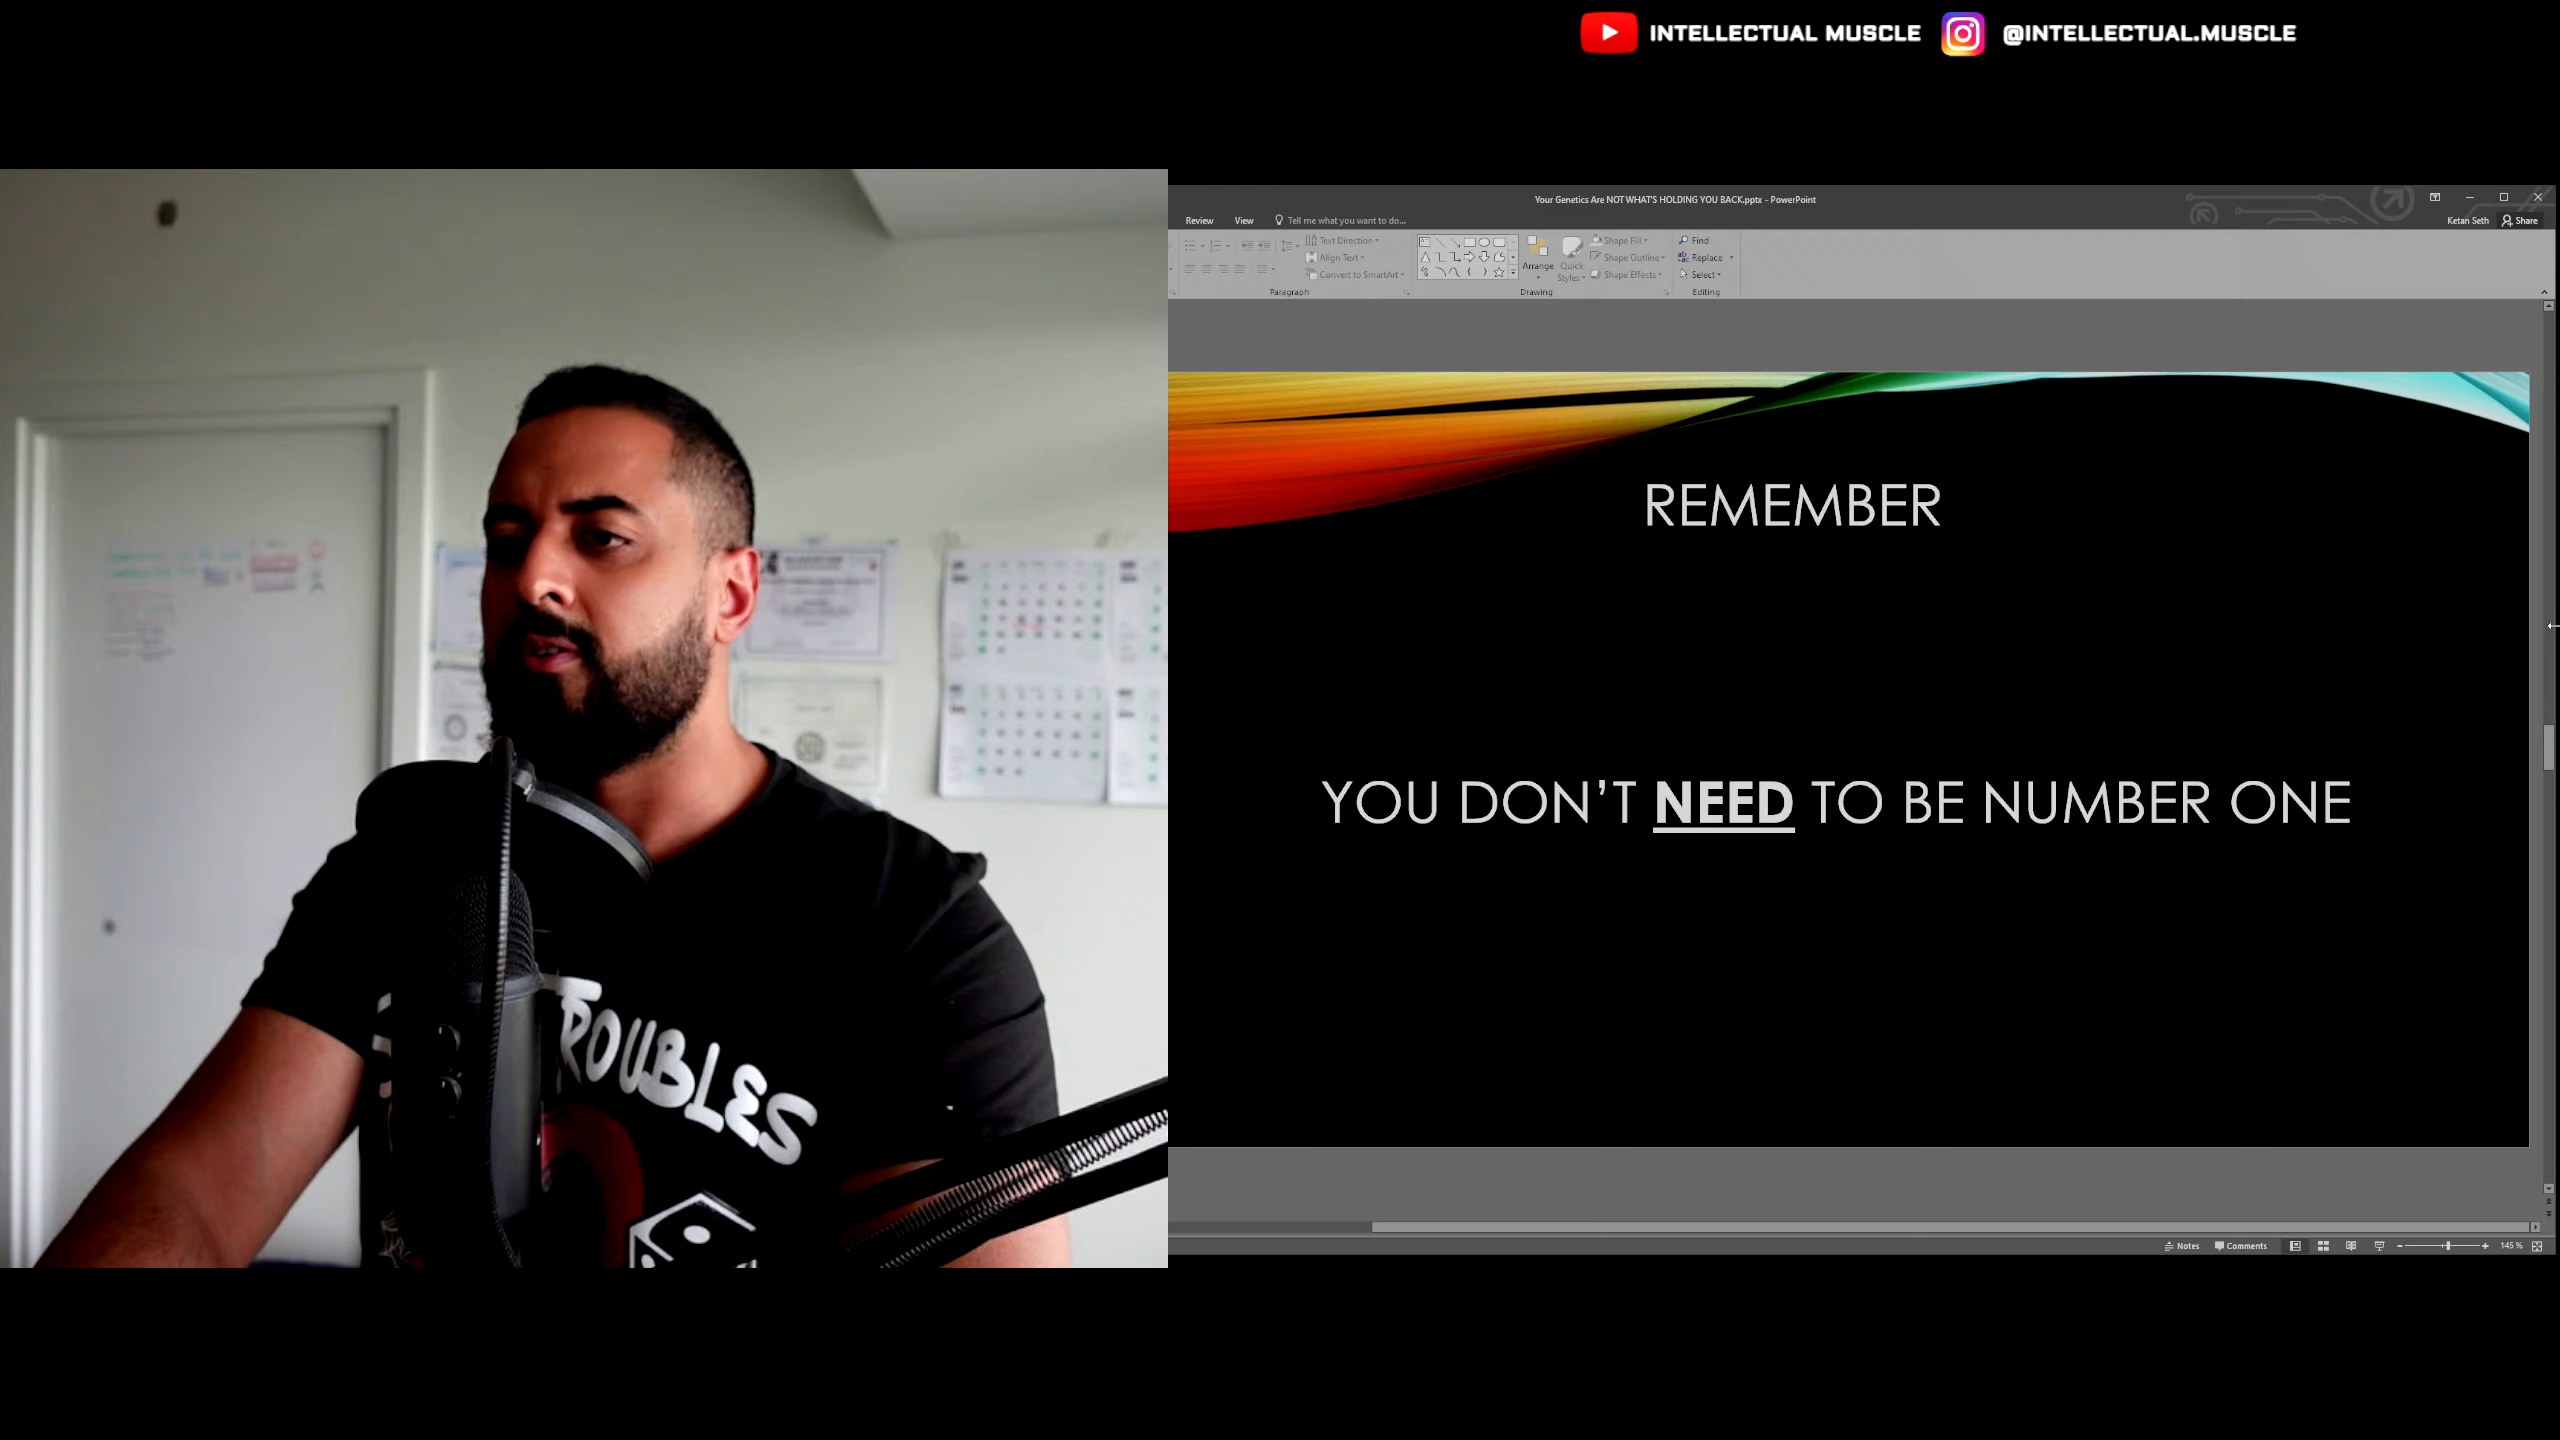 INTELLECTUAL MUSCLE @INTELLECTUAL.MUSCLE
Your Genetics Are NOT WHAT'S HOLDING YOU BACK.pptx - PowerPoint
Review View Tell me what you want to do...
Ketan Seth Share
Text Direction
Align Text
Convert to SmartArt
Paragraph
Arrange
Quick Styles
Shape Fill
Shape Outline
Shape Effects
Drawing
Find
Replace
Select
Editing
REMEMBER
YOU DON'T NEED TO BE NUMBER ONE
TROUBLES
Notes Comments 145 %